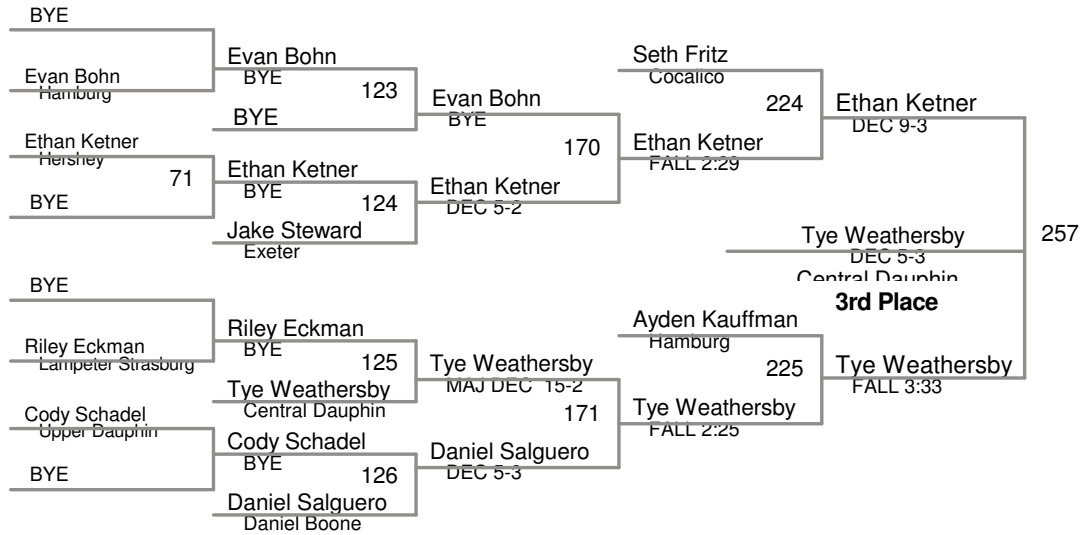 BYE
Evan Bohn
Hamburg
Ethan Ketner
Hershey
71
BYE
BYE
Riley Eckman
Lampeter Strasburg
Cody Schadel
Upper Dauphin
BYE
Evan Bohn
BYE
123
BYE
Ethan Ketner
BYE
124
Jake Steward
Exeter
Riley Eckman
BYE
125
Tye Weathersby
Central Dauphin
Cody Schadel
BYE
126
Daniel Salguero
Daniel Boone
Evan Bohn
BYE
170
Ethan Ketner
DEC 5-2
Tye Weathersby
MAJ DEC 15-2
171
Daniel Salguero
DEC 5-3
Seth Fritz
Cocalico
224
Ethan Ketner
FALL 2:29
Ayden Kauffman
Hamburg
225
Tye Weathersby
FALL 2:25
Ethan Ketner
DEC 9-3
257
Tye Weathersby
FALL 3:33
Tye Weathersby
DEC 5-3
Central Dauphin
3rd Place